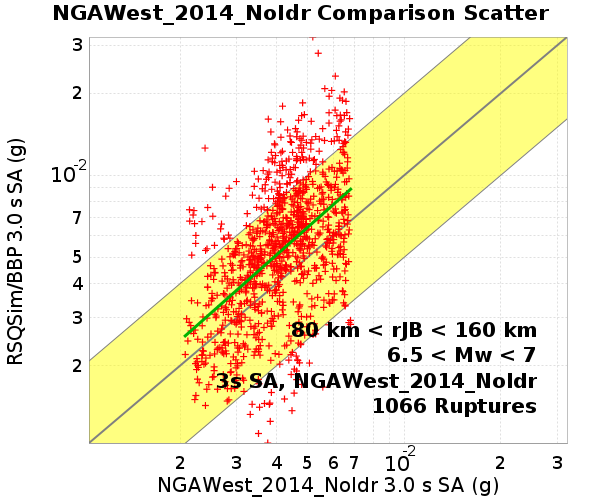 NGAWest_2014_NoIdr Comparison Scatter
RSQSim/BBP 3.0 s SA (g)
3
2
10-2
7
5
4
3
2
80 km < rJB < 160 km
6.5 < Mw < 7
3s SA, NGAWest_2014_NoIdr
1066 Ruptures
2 3 4 5 6 7 10-2 2 3
NGAWest_2014_NoIdr 3.0 s SA (g)